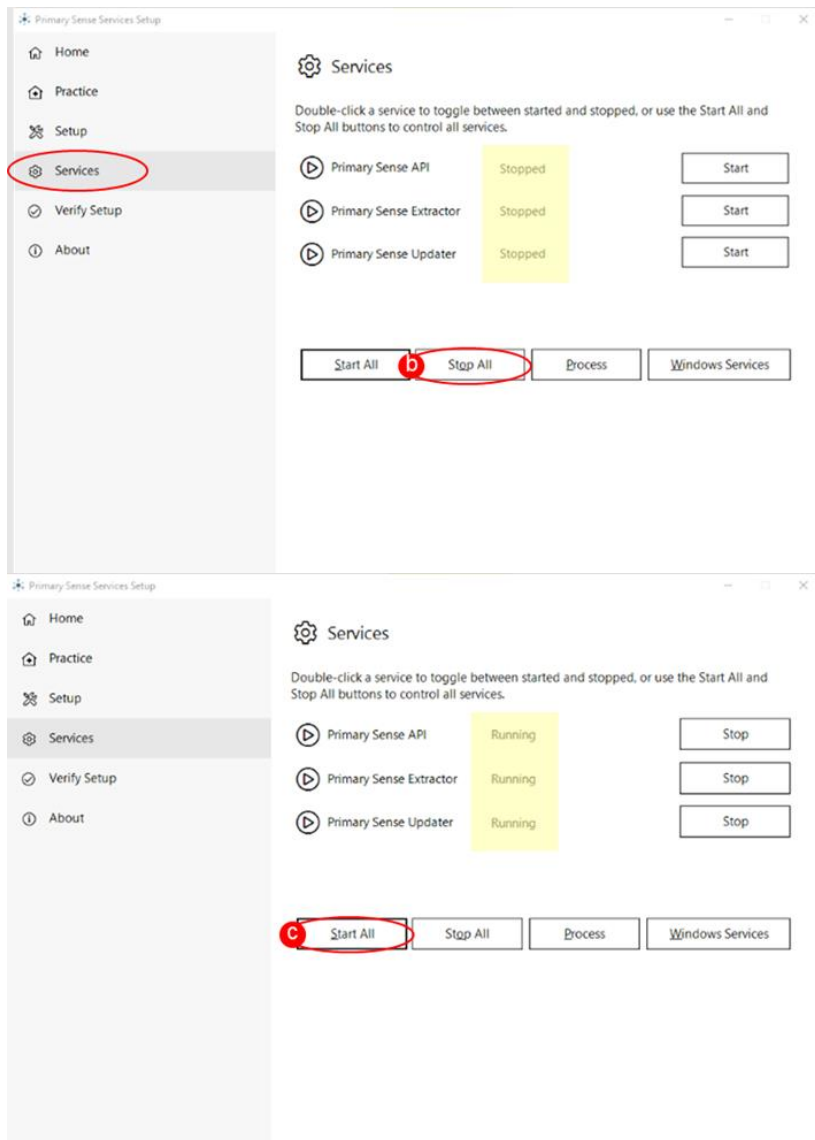 Primary Sense Services Setup
Home
Practice
Setup
Services
Verify Setup
About
Services
Double-click a service to toggle between started and stopped, or use the Start All and
Stop All buttons to control all services.
Primary Sense API Stopped Start
Primary Sense Extractor Stopped Start
Primary Sense Updater Stopped Start
Start All b Stop All Process Windows Services
Primary Sense Services Setup
Home
Practice
Setup
Services
Verify Setup
About
Services
Double-click a service to toggle between started and stopped, or use the Start All and
Stop All buttons to control all services.
Primary Sense API Running Stop
Primary Sense Extractor Running Stop
Primary Sense Updater Running Stop
C Start All Stop All Process Windows Services